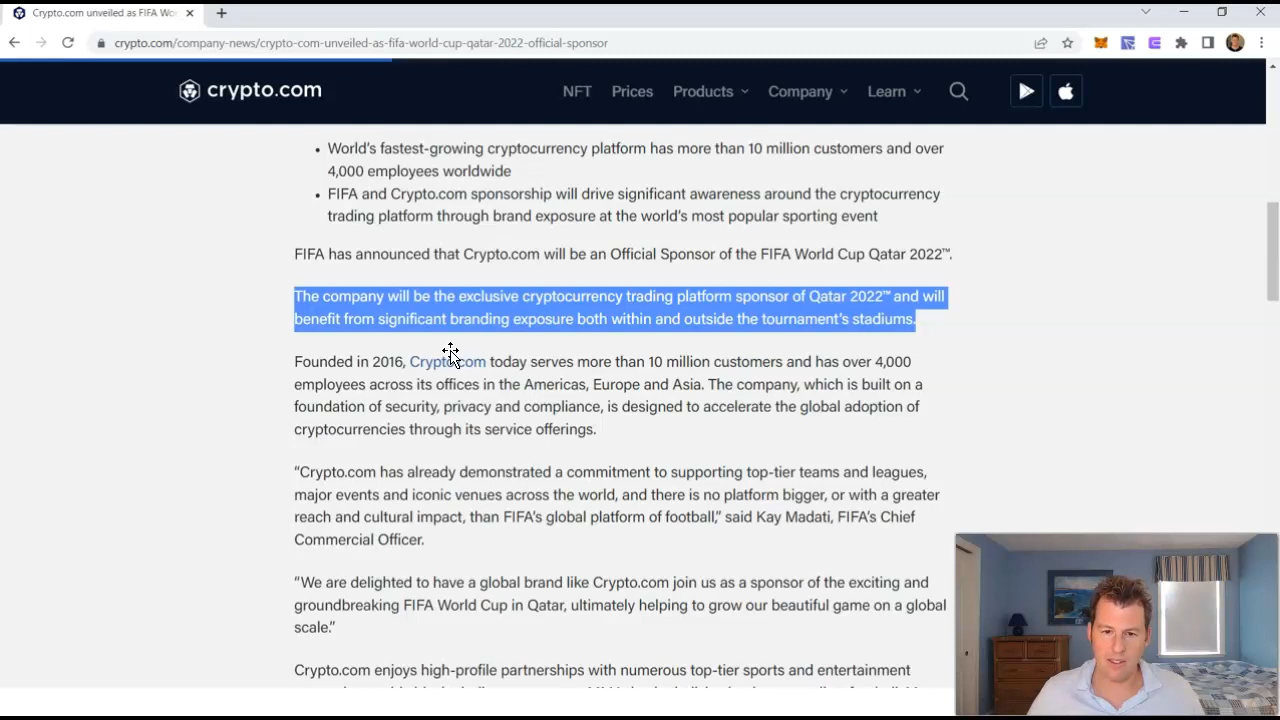 Crypto.com unveiled as FIFA Wo
crypto.com/company-news/crypto-com-unveiled-as-fifa-world-cup-qatar-2022-official-sponsor
crypto.com NFT Prices Products Company Learn
• World's fastest-growing cryptocurrency platform has more than 10 million customers and over
4,000 employees worldwide
• FIFA and Crypto.com sponsorship will drive significant awareness around the cryptocurrency
trading platform through brand exposure at the world's most popular sporting event
FIFA has announced that Crypto.com will be an Official Sponsor of the FIFA World Cup Qatar 2022™.
The company will be the exclusive cryptocurrency trading platform sponsor of Qatar 2022™ and will
benefit from significant branding exposure both within and outside the tournament's stadiums.
Founded in 2016, Crypto.com today serves more than 10 million customers and has over 4,000
employees across its offices in the Americas, Europe and Asia. The company, which is built on a
foundation of security, privacy and compliance, is designed to accelerate the global adoption of
cryptocurrencies through its service offerings.
"Crypto.com has already demonstrated a commitment to supporting top-tier teams and leagues,
major events and iconic venues across the world, and there is no platform bigger, or with a greater
reach and cultural impact, than FIFA's global platform of football," said Kay Madati, FIFA's Chief
Commercial Officer.
"We are delighted to have a global brand like Crypto.com join us as a sponsor of the exciting and
groundbreaking FIFA World Cup in Qatar, ultimately helping to grow our beautiful game on a global
scale."
Crypto.com enjoys high-profile partnerships with numerous top-tier sports and entertainment